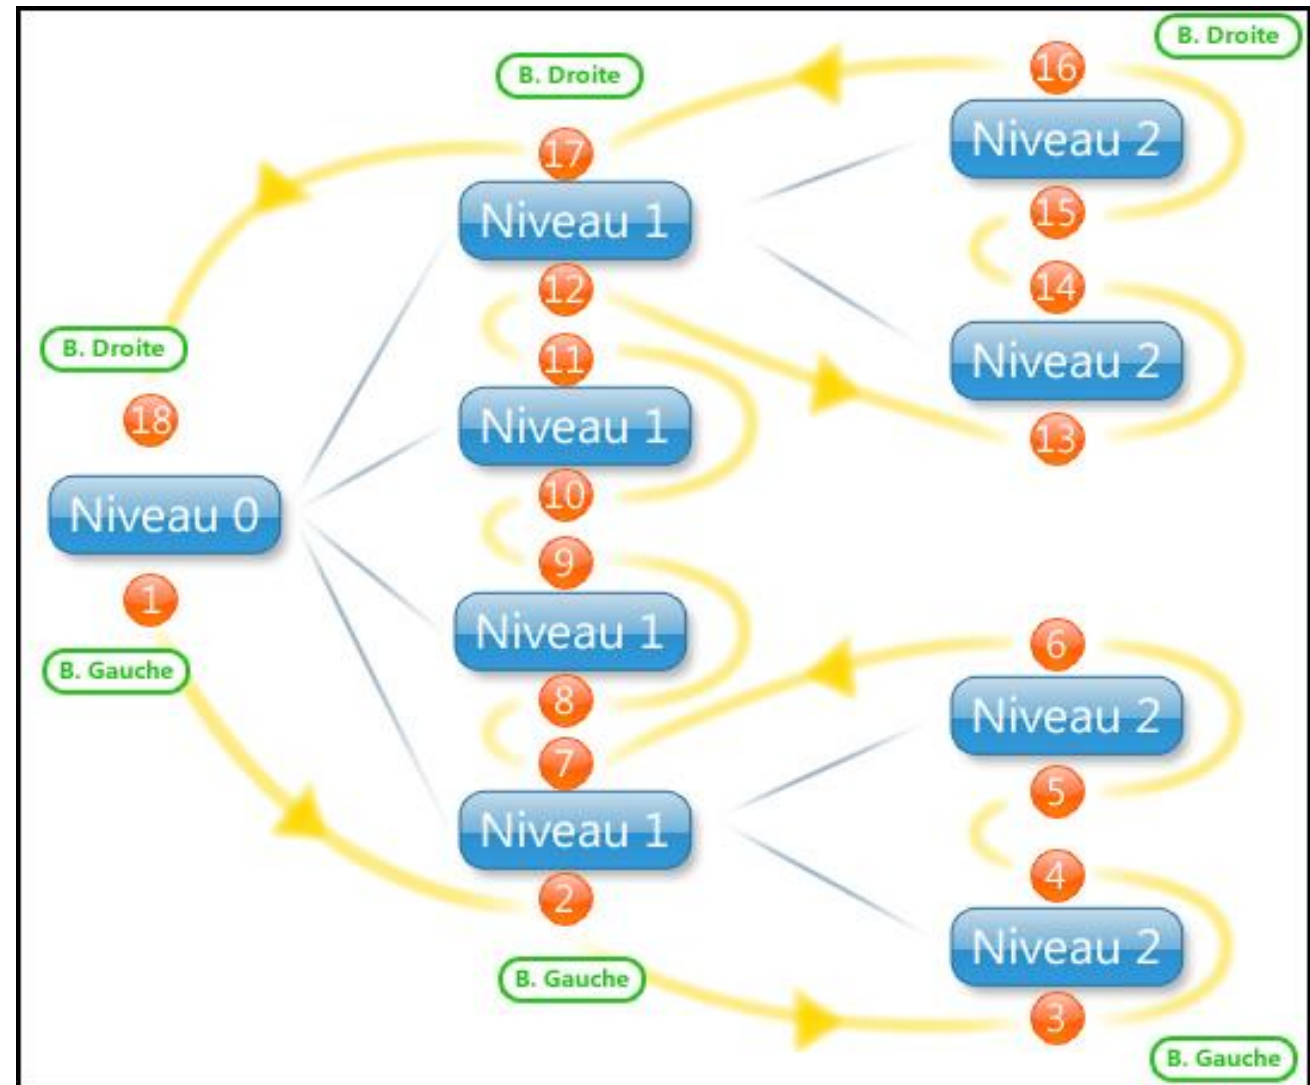 B. Droite
16
B. Droite
Niveau 2
17
Niveau 1
15
12
14
B. Droite
11
Niveau 2
18
Niveau 1
13
10
Niveau 0
9
1
Niveau 1
6
B. Gauche
8
Niveau 2
7
5
Niveau 1
4
2
Niveau 2
B. Gauche
3
B. Gauche